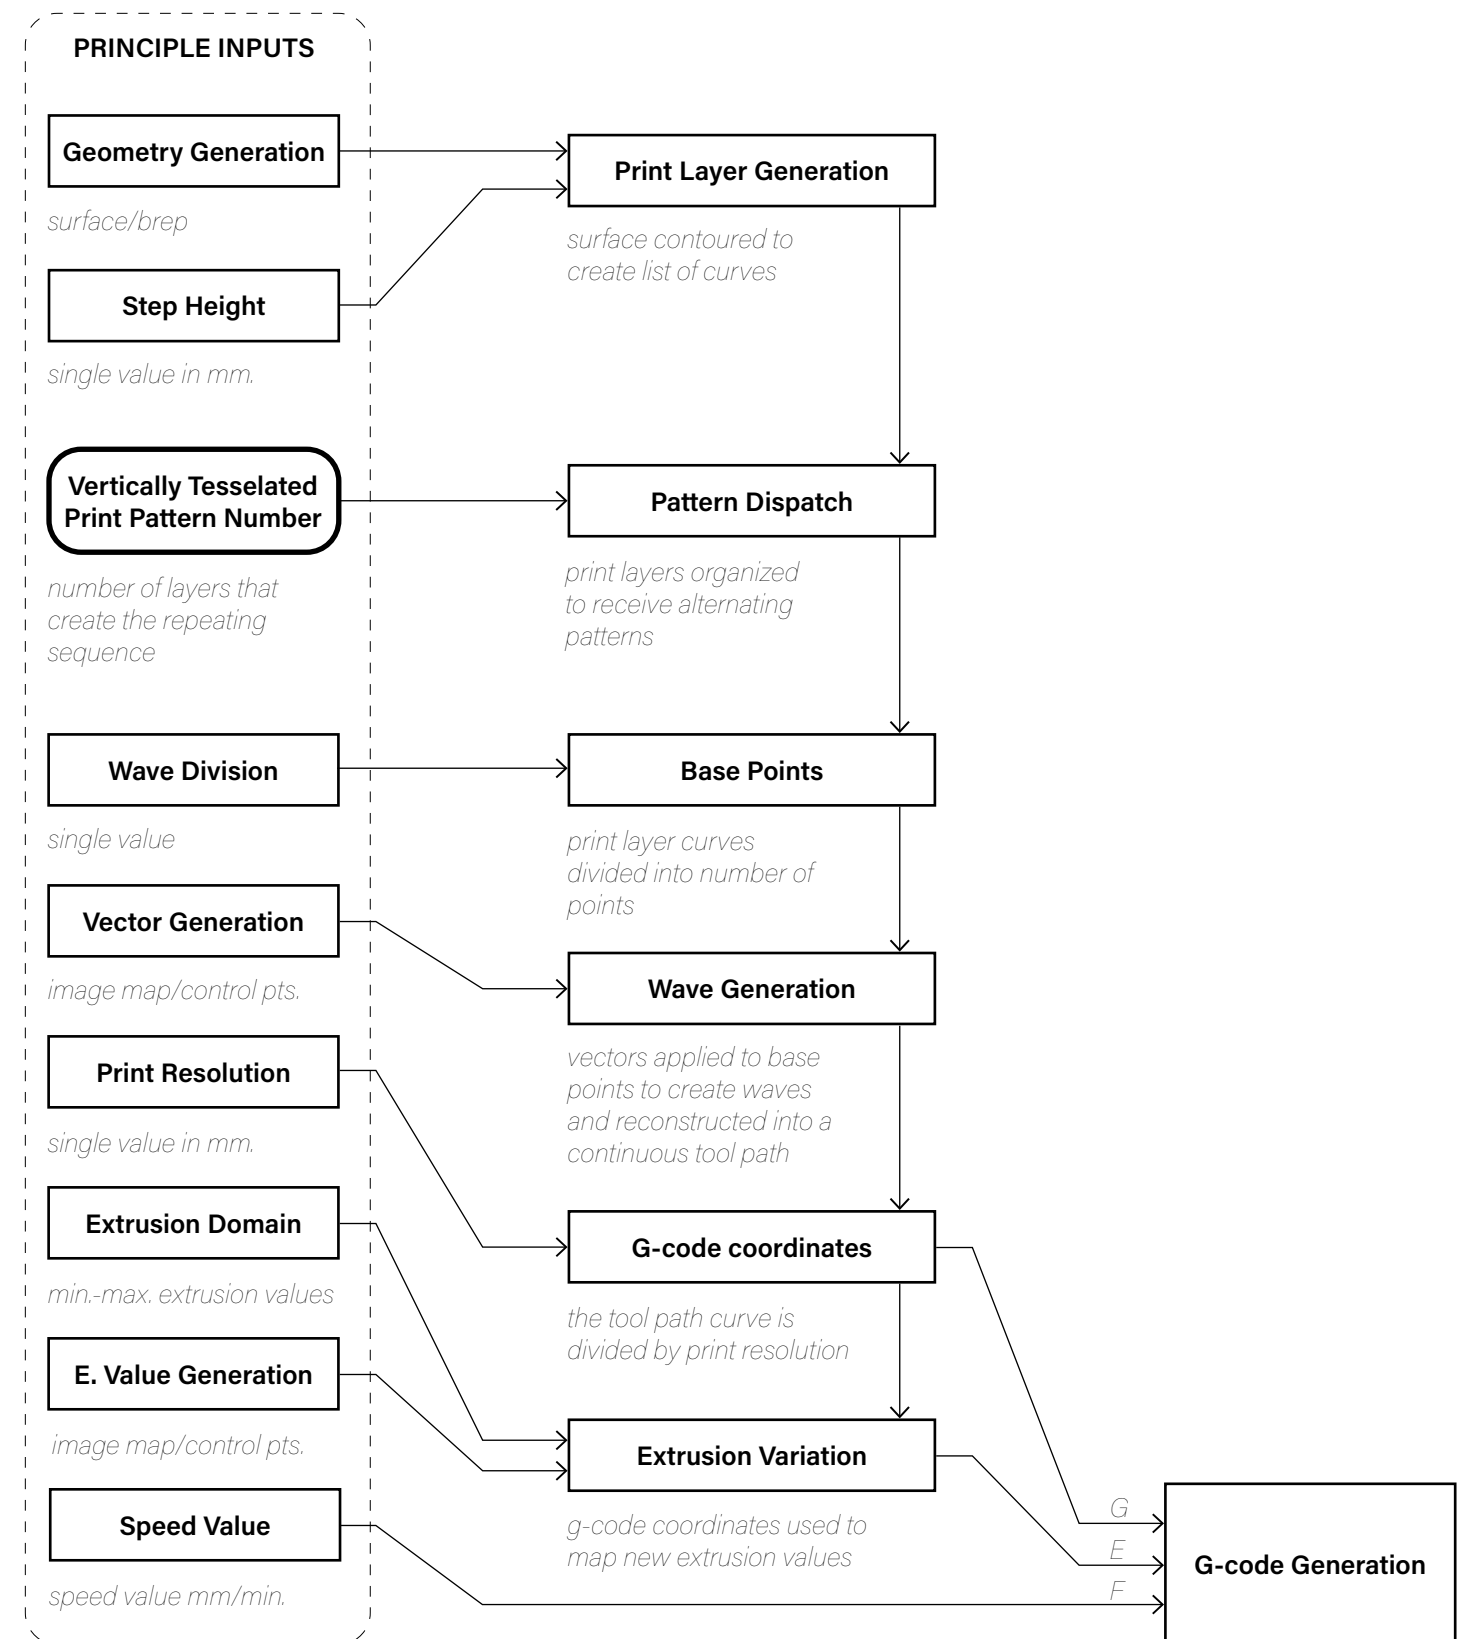 PRINCIPLE INPUTS
Geometry Generation
surface/brep
Step Height
single value in mm.
Vertically Tesselated
Print Pattern Number
number of layers that
create the repeating
sequence
Wave Division
single value
Vector Generation
image map/control pts.
Print Resolution
single value in mm.
Extrusion Domain
min.-max. extrusion values
E. Value Generation
image map/control pts.
Speed Value
speed value mm/min.
Print Layer Generation
surface contoured to
create list of curves
Pattern Dispatch
print layers organized
to receive alternating
patterns
Base Points
print layer curves
divided into number of
points
Wave Generation
vectors applied to base
points to create waves
and reconstructed into a
continuous tool path
G-code coordinates
the tool path curve is
divided by print resolution
Extrusion Variation
g-code coordinates used to
map new extrusion values
G
E
F
G-code Generation